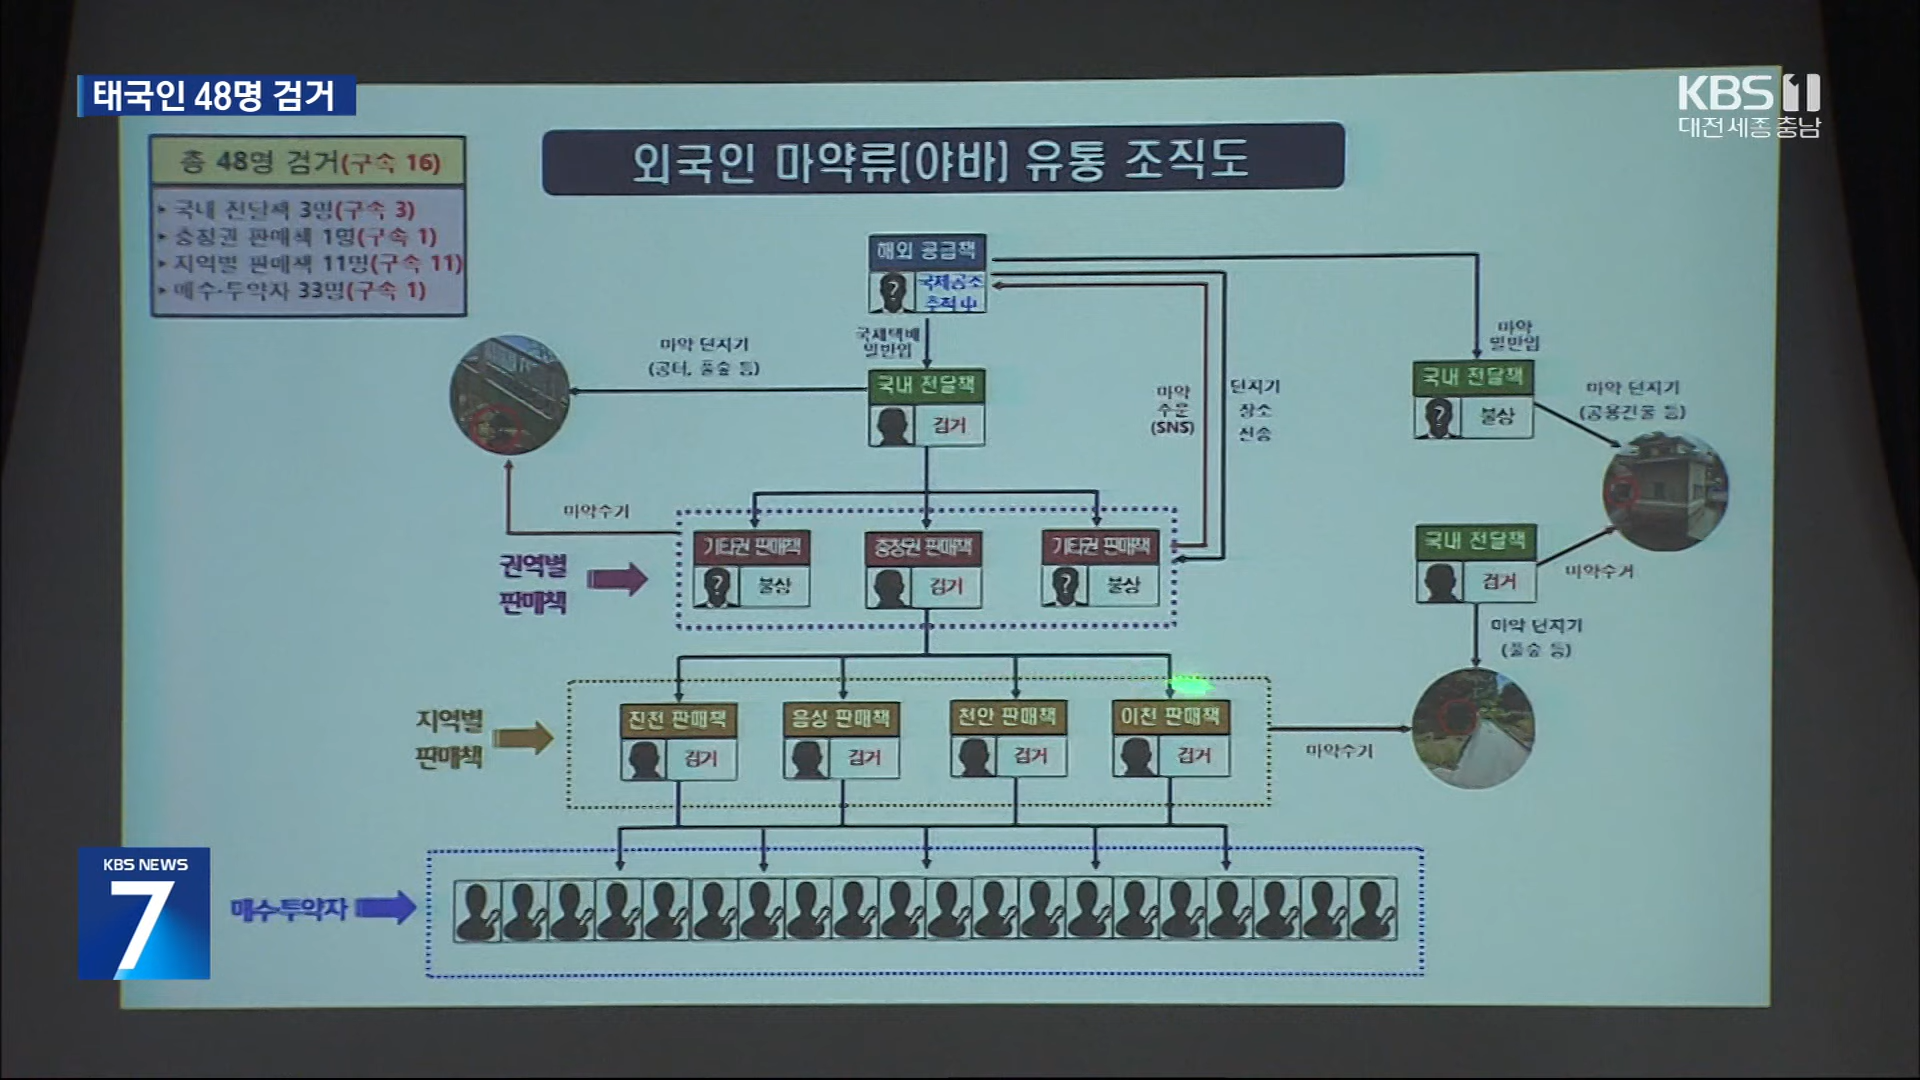 태국인 48명 검거
KBS 1
대전 세종 충남
외국인 마약류(야바) 유통 조직도
총 48명 검거(구속 16)
▸국내 전달책 3명(구속 3)
▸충청권 판매책 1명(구속 1)
▸지역별 판매책 11명(구속 11)
▸매수·투약자 33명(구속 1)
해외 공급책
?
국제공조
추적 中
국제택배
밀반입
마약 던지기
(공터, 풀숲 등)
국내 전달책
검거
마약
주문
(SNS)
던지기
장소
전송
마약
밀반입
국내 전달책
?
불상
마약 던지기
(공용건물 등)
마약수거
권역별
판매책
기타권 판매책
?
불상
충청권 판매책
검거
기타권 판매책
?
불상
국내 전달책
검거
마약수거
마약 던지기
(풀숲 등)
지역별
판매책
진천 판매책
검거
음성 판매책
검거
천안 판매책
검거
이천 판매책
검거
마약수거
매수·투약자
KBS NEWS
7